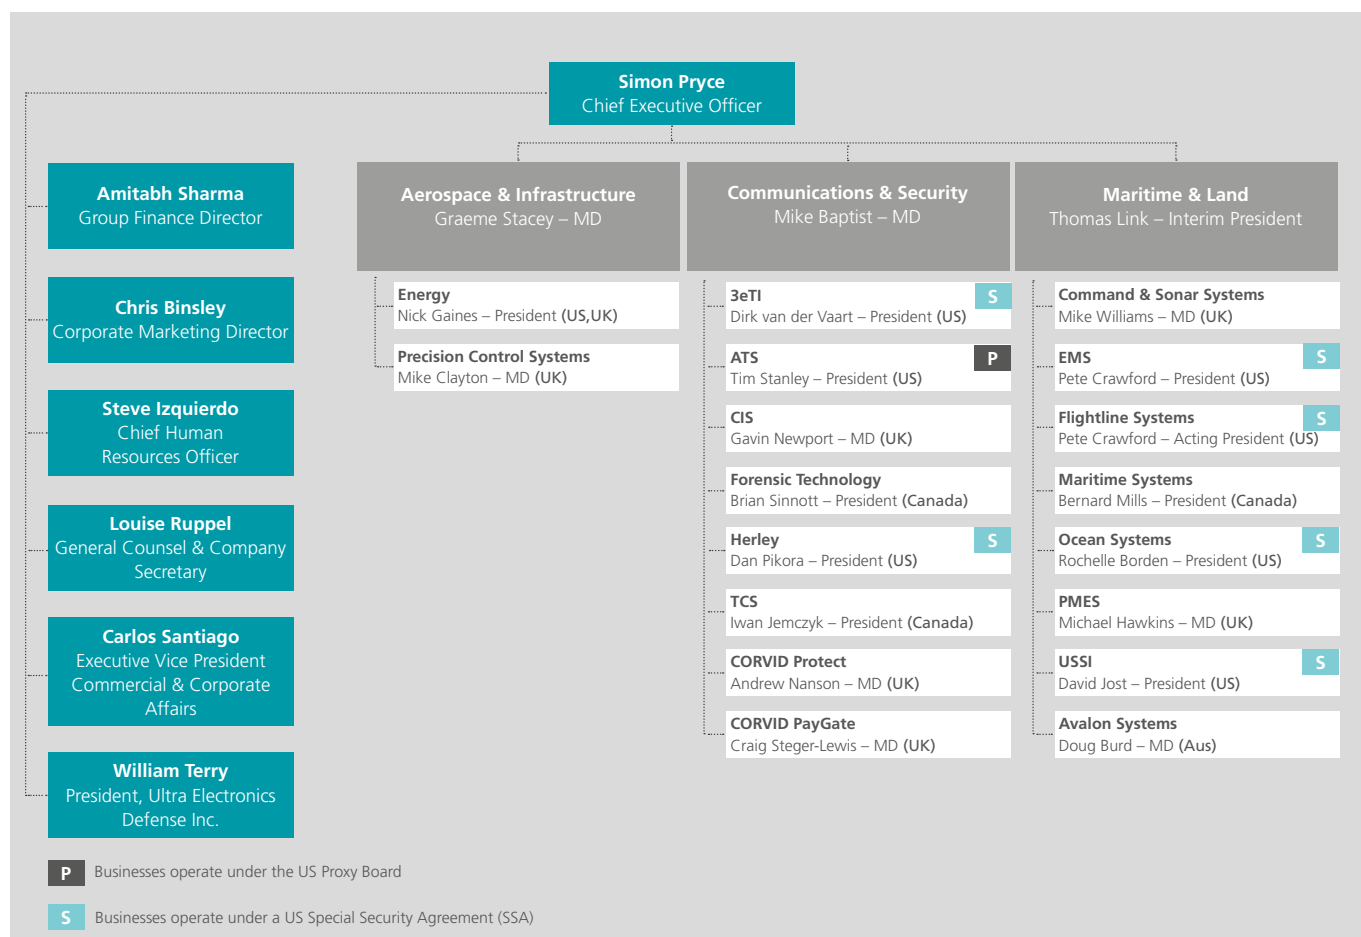 Simon Pryce
Chief Executive Officer
Amitabh Sharma
Group Finance Director
Chris Binsley
Corporate Marketing Director
Steve Izquierdo
Chief Human
Resources Officer
Louise Ruppel
General Counsel & Company
Secretary
Carlos Santiago
Executive Vice President
Commercial & Corporate
Affairs
William Terry
President, Ultra Electronics
Defense Inc.
Aerospace & Infrastructure
Graeme Stacey – MD
Energy
Nick Gaines – President (US,UK)
Precision Control Systems
Mike Clayton – MD (UK)
Communications & Security
Mike Baptist – MD
3eTI
S
Dirk van der Vaart – President (US)
ATS
P
Tim Stanley – President (US)
CIS
Gavin Newport – MD (UK)
Forensic Technology
Brian Sinnott – President (Canada)
Herley
S
Dan Pikora – President (US)
TCS
Iwan Jemczyk – President (Canada)
CORVID Protect
Andrew Nanson – MD (UK)
CORVID PayGate
Craig Steger-Lewis – MD (UK)
Maritime & Land
Thomas Link – Interim President
Command & Sonar Systems
Mike Williams – MD (UK)
EMS
S
Pete Crawford – President (US)
Flightline Systems
S
Pete Crawford – Acting President (US)
Maritime Systems
Bernard Mills – President (Canada)
Ocean Systems
S
Rochelle Borden – President (US)
PMES
Michael Hawkins – MD (UK)
USSI
S
David Jost – President (US)
Avalon Systems
Doug Burd – MD (Aus)
P Businesses operate under the US Proxy Board
S Businesses operate under a US Special Security Agreement (SSA)